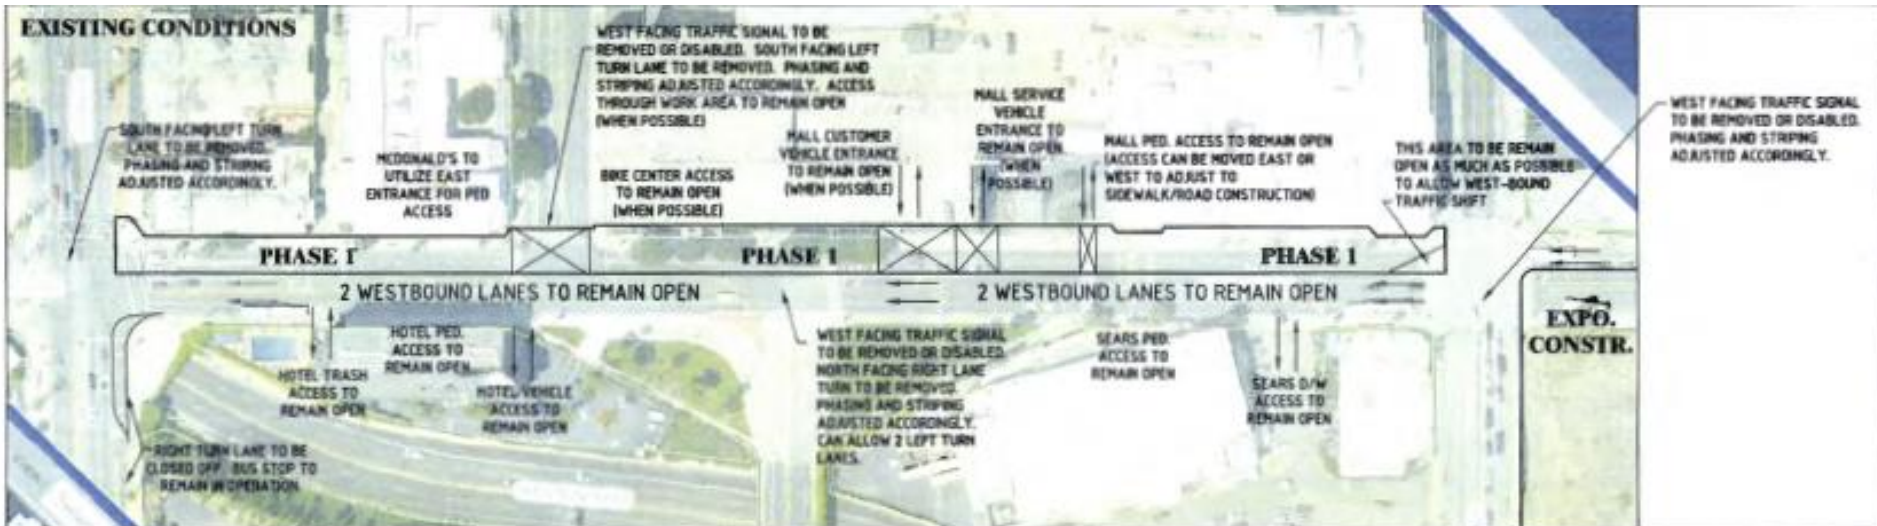 EXISTING CONDITIONS
SOUTH FACING LEFT TURN
LANE TO BE REMOVED.
PHASING AND STRIPING
ADJUSTED ACCORDINGLY.
MCDONALD'S TO
UTILIZE EAST
ENTRANCE FOR PED
ACCESS
WEST FACING TRAFFIC SIGNAL TO BE
REMOVED OR DISABLED. SOUTH FACING LEFT
TURN LANE TO BE REMOVED. PHASING AND
STRIPING ADJUSTED ACCORDINGLY. ACCESS
THROUGH WORK AREA TO REMAIN OPEN
(WHEN POSSIBLE)
BIKE CENTER ACCESS
TO REMAIN OPEN
(WHEN POSSIBLE)
MALL CUSTOMER
VEHICLE ENTRANCE
TO REMAIN OPEN
(WHEN POSSIBLE)
MALL SERVICE
VEHICLE
ENTRANCE TO
REMAIN OPEN
(WHEN
POSSIBLE)
MALL PED. ACCESS TO REMAIN OPEN
(ACCESS CAN BE MOVED EAST OR
WEST TO ADJUST TO
SIDEWALK/ROAD CONSTRUCTION)
THIS AREA TO BE REMAIN
OPEN AS MUCH AS POSSIBLE
TO ALLOW WEST-BOUND
TRAFFIC SHIFT
WEST FACING TRAFFIC SIGNAL
TO BE REMOVED OR DISABLED.
PHASING AND STRIPING
ADJUSTED ACCORDINGLY.
PHASE 1
PHASE 1
PHASE 1
2 WESTBOUND LANES TO REMAIN OPEN
2 WESTBOUND LANES TO REMAIN OPEN
EXPO.
CONSTR.
HOTEL PED.
ACCESS TO
REMAIN OPEN
HOTEL TRASH
ACCESS TO
REMAIN OPEN
HOTEL VEHICLE
ACCESS TO
REMAIN OPEN
WEST FACING TRAFFIC SIGNAL
TO BE REMOVED OR DISABLED.
NORTH FACING RIGHT LANE
TURN TO BE REMOVED.
PHASING AND STRIPING
ADJUSTED ACCORDINGLY.
CAN ALLOW 2 LEFT TURN
LANES.
SEARS PED.
ACCESS TO
REMAIN OPEN
SEARS D/W
ACCESS TO
REMAIN OPEN
RIGHT TURN LANE TO BE
CLOSED OFF. BUS STOP TO
REMAIN IN OPERATION